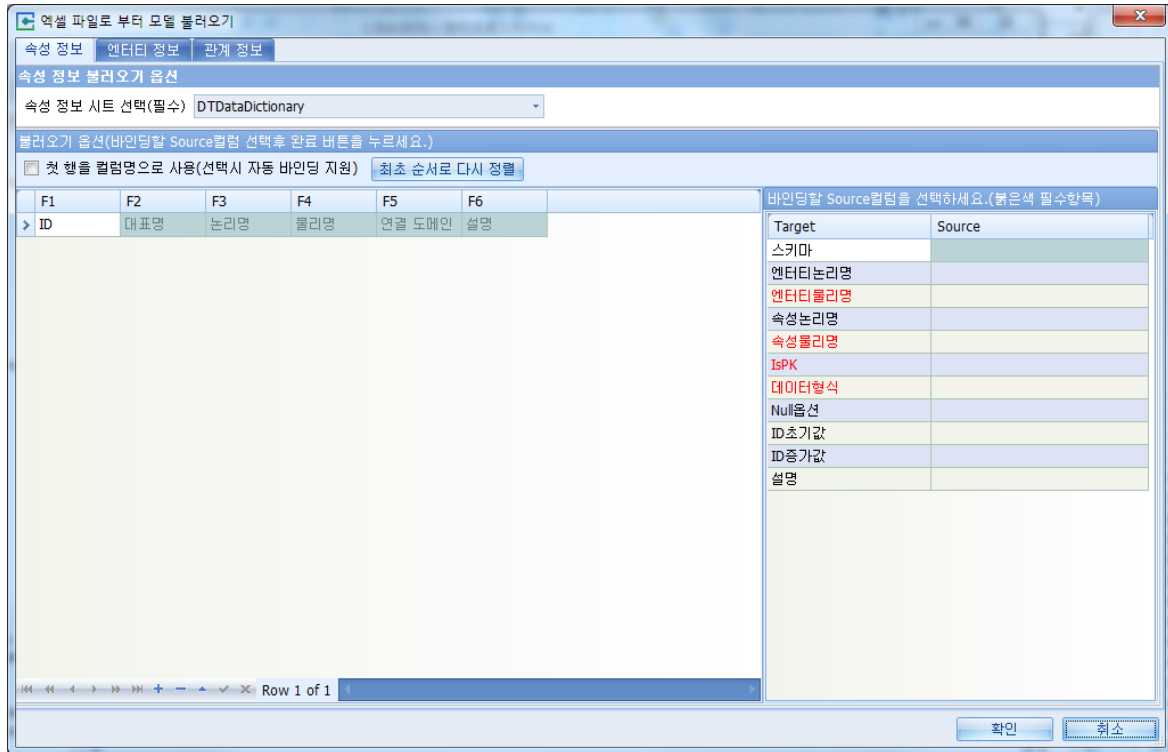 엑셀 파일로 부터 모델 불러오기
속성 정보 엔터티 정보 관계 정보
속성 정보 불러오기 옵션
속성 정보 시트 선택(필수) DTDataDictionary
불러오기 옵션(바인딩할 Source컬럼 선택후 완료 버튼을 누르세요.)
첫 행을 컬럼명으로 사용(선택시 자동 바인딩 지원) 최초 순서로 다시 정렬
F1 F2 F3 F4 F5 F6
ID 대표명 논리명 물리명 연결 도메인 설명
바인딩할 Source컬럼을 선택하세요.(붉은색 필수항목)
Target Source
스키마
엔터티논리명
엔터티물리명
속성논리명
속성물리명
IsPK
데이터형식
Null옵션
ID초기값
ID증가값
설명
Row 1 of 1
확인 취소